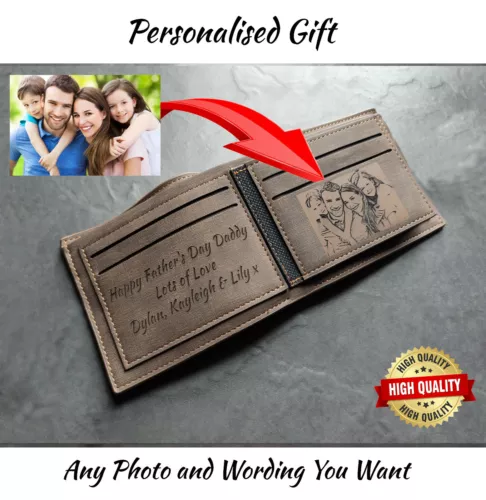 Personalised Gift
Happy Father's Day Daddy
Lots of Love
Dylan, Kayleigh & Lily x
HIGH QUALITY
HIGH QUALITY
HIGH QUALITY
Any Photo and Wording You Want